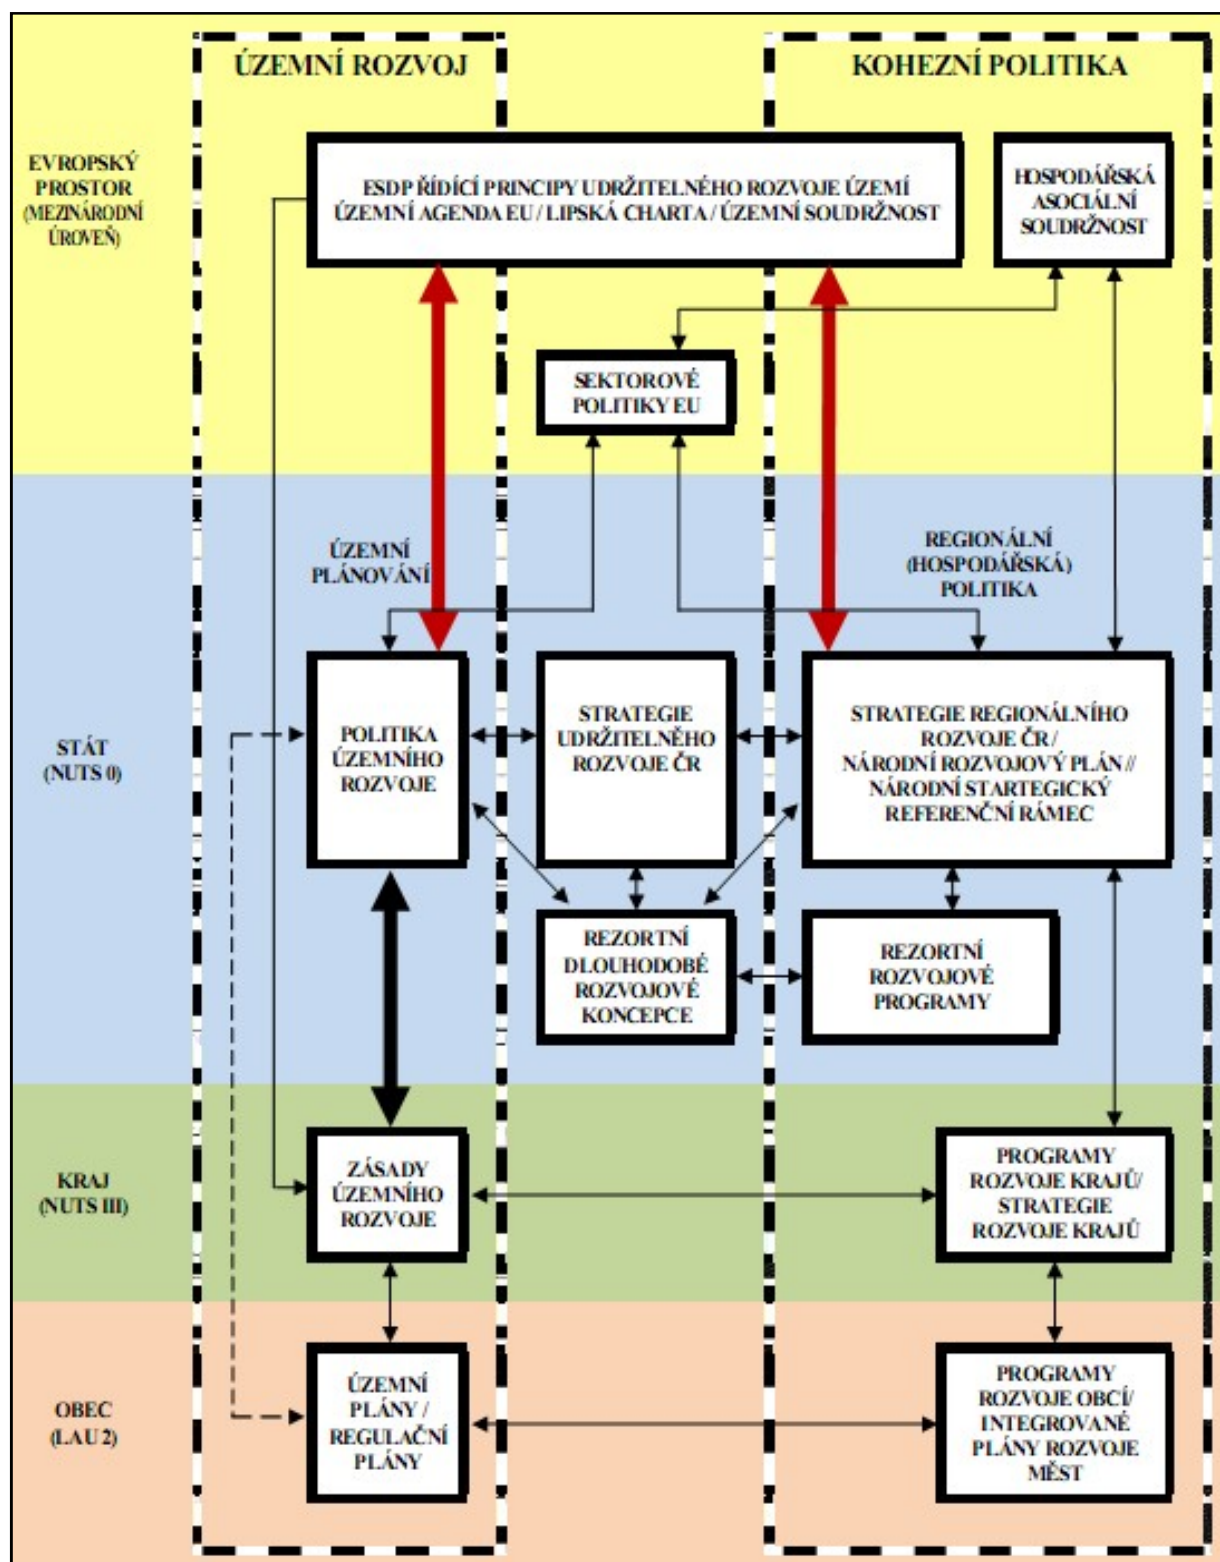 ÚZEMNÍ ROZVOJ
KOHEZNÍ POLITIKA
EVROPSKÝ
PROSTOR
(MEZINÁRODNÍ
ÚROVEŇ)
ESDP ŘÍDÍCÍ PRINCIPY UDRŽITELNÉHO ROZVOJE ÚZEMÍ
ÚZEMNÍ AGENDA EU / LIPSKÁ CHARTA / ÚZEMNÍ SOUDRŽNOST
HOSPODÁŘSKÁ
ASOCIÁLNÍ
SOUDRŽNOST
SEKTOROVÉ
POLITIKY EU
ÚZEMNÍ
PLÁNOVÁNÍ
REGIONÁLNÍ
(HOSPODÁŘSKÁ)
POLITIKA
STÁT
(NUTS 0)
POLITIKA
ÚZEMNÍHO
ROZVOJE
STRATEGIE
UDRŽITELNĚHO
ROZVOJE ČR
STRATEGIE REGIONÁLNÍHO
ROZVOJE ČR /
NÁRODNÍ ROZVOJOVÝ PLÁN //
NÁRODNÍ STARTEGICKÝ
REFERENČNÍ RÁMEC
REZORTNÍ
DLOUHODOBÉ
ROZVOJOVÉ
KONCEPCE
REZORTNÍ
ROZVOJOVÉ
PROGRAMY
KRAJ
(NUTS III)
ZÁSADY
ÚZEMNÍHO
ROZVOJE
PROGRAMY
ROZVOJE KRAJŮ/
STRATEGIE
ROZVOJE KRAJŮ
OBEC
(LAU 2)
ÚZEMNÍ
PLÁNY /
REGULAČNÍ
PLÁNY
PROGRAMY
ROZVOJE OBCÍ/
INTEGROVANÉ
PLÁNY ROZVOJE
MĚST